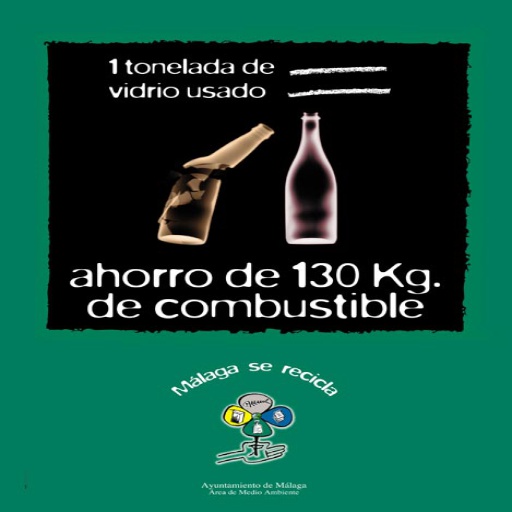 1 tonelada de
vidrio usado
ahorro de 130 Kg.
de combustible
Málaga se recicla
Ayuntamiento de Málaga
Área de Medio Ambiente